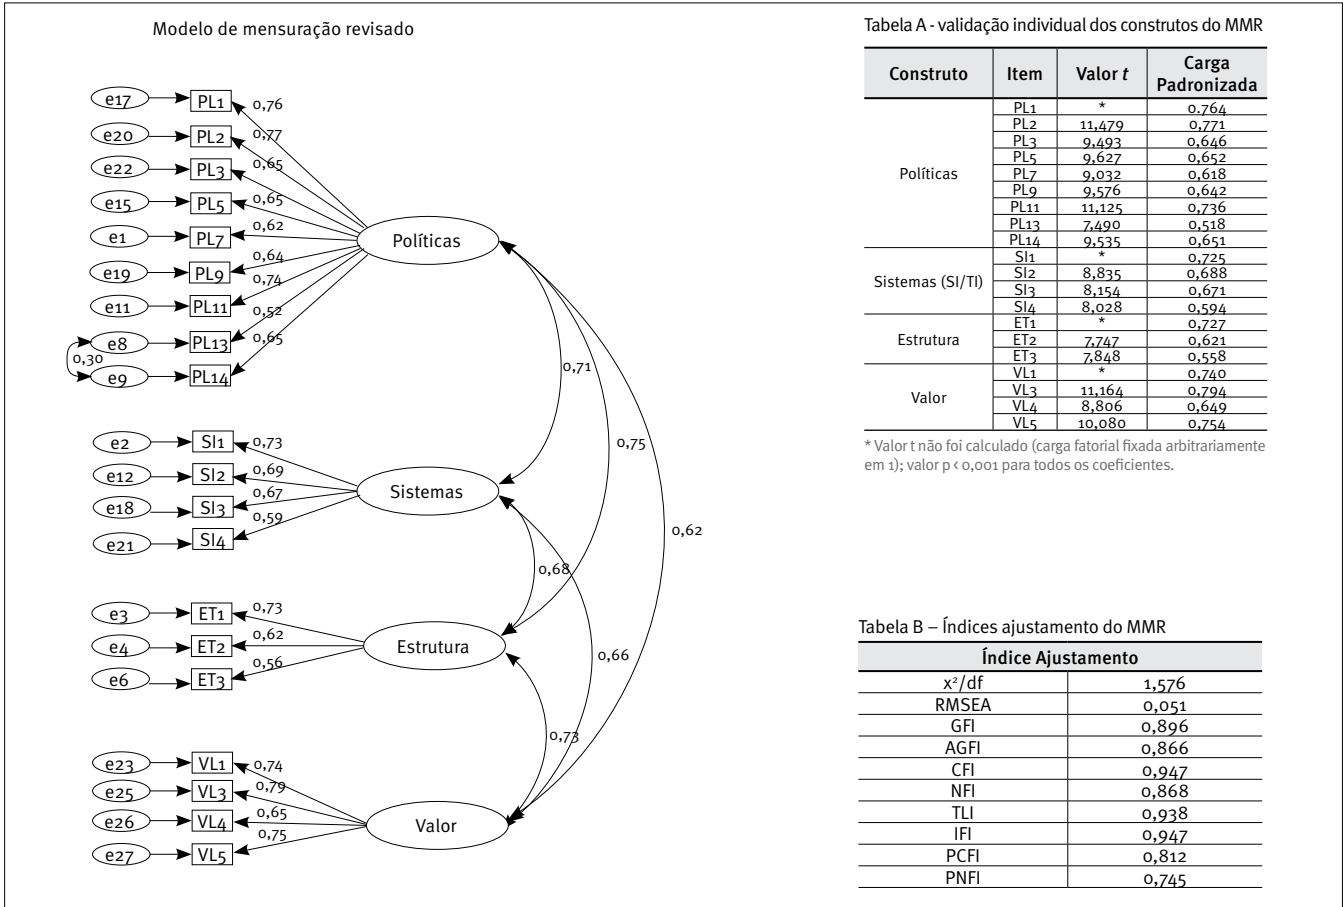 Modelo de mensuração revisado
e17 PL1 0,76
e20 PL2 0,77
e22 PL3 0,65
e15 PL5 0,65
e1 PL7 0,62
e19 PL9 0,64
e11 PL11 0,74
e8 PL13 0,52
0,30
e9 PL14 0,65
Políticas
0,71
0,75
0,62
e2 SI1 0,73
e12 SI2 0,69
e18 SI3 0,67
e21 SI4 0,59
Sistemas
0,68
0,66
e3 ET1 0,73
e4 ET2 0,62
e6 ET3 0,56
Estrutura
0,73
e23 VL1 0,74
e25 VL3 0,79
e26 VL4 0,65
e27 VL5 0,75
Valor
Tabela A - validação individual dos construtos do MMR
Construto Item Valor t Carga Padronizada
Políticas
PL1 * 0.764
PL2 11,479 0,771
PL3 9,493 0,646
PL5 9,627 0,652
PL7 9,032 0,618
PL9 9,576 0,642
PL11 11,125 0,736
PL13 7,490 0,518
PL14 9,535 0,651
Sistemas (SI/TI)
SI1 * 0,725
SI2 8,835 0,688
SI3 8,154 0,671
SI4 8,028 0,594
Estrutura
ET1 * 0,727
ET2 7,747 0,621
ET3 7,848 0,558
Valor
VL1 * 0,740
VL3 11,164 0,794
VL4 8,806 0,649
VL5 10,080 0,754
* Valor t não foi calculado (carga fatorial fixada arbitrariamente
em 1); valor p < 0,001 para todos os coeficientes.
Tabela B – Índices ajustamento do MMR
Índice Ajustamento
x²/df 1,576
RMSEA 0,051
GFI 0,896
AGFI 0,866
CFI 0,947
NFI 0,868
TLI 0,938
IFI 0,947
PCFI 0,812
PNFI 0,745